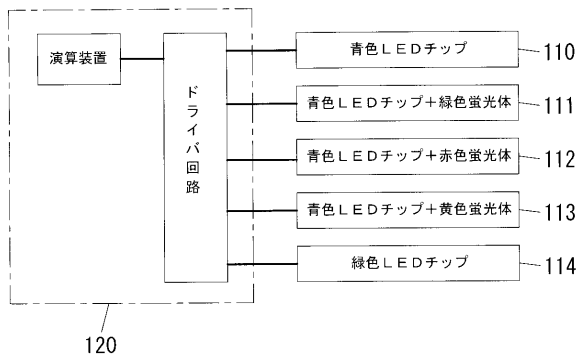 演算装置
ドライバ回路
青色LEDチップ
110
青色LEDチップ+緑色蛍光体
111
青色LEDチップ+赤色蛍光体
112
青色LEDチップ+黄色蛍光体
113
緑色LEDチップ
114
120